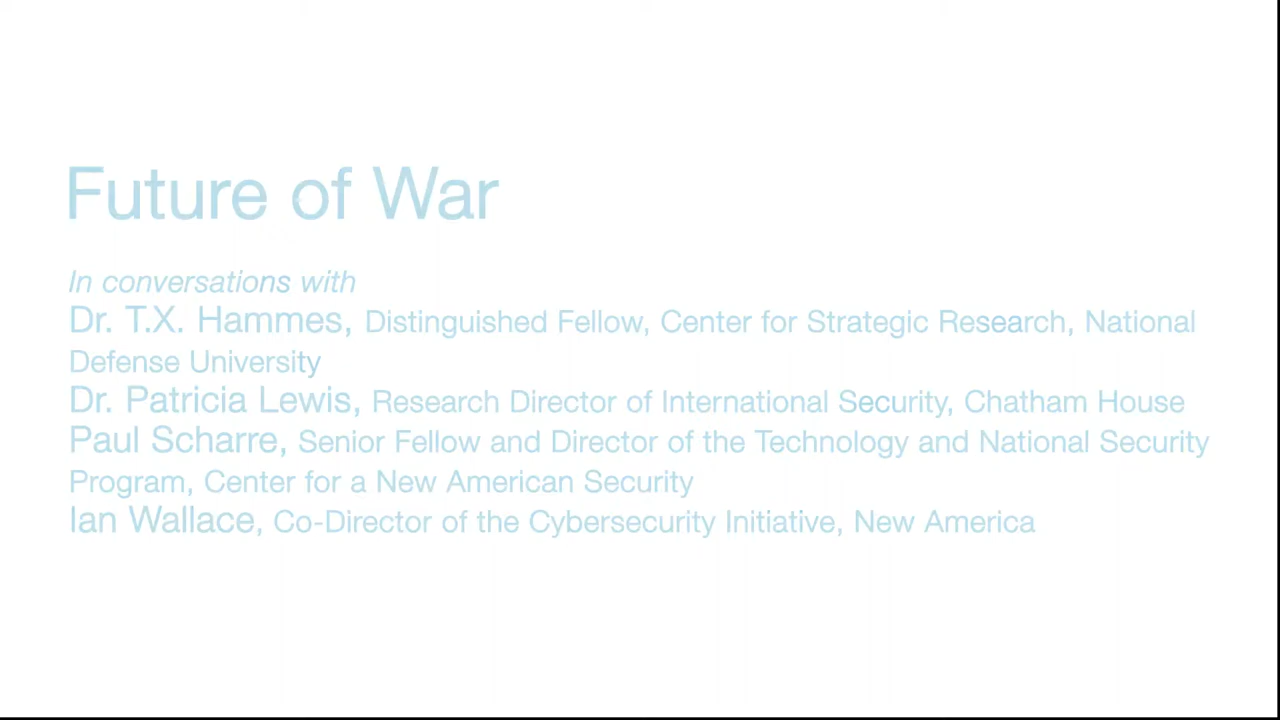 Future of War
In conversations with
Dr. T.X. Hammes, Distinguished Fellow, Center for Strategic Research, National
Defense University
Dr. Patricia Lewis, Research Director of International Security, Chatham House
Paul Scharre, Senior Fellow and Director of the Technology and National Security
Program, Center for a New American Security
Ian Wallace, Co-Director of the Cybersecurity Initiative, New America